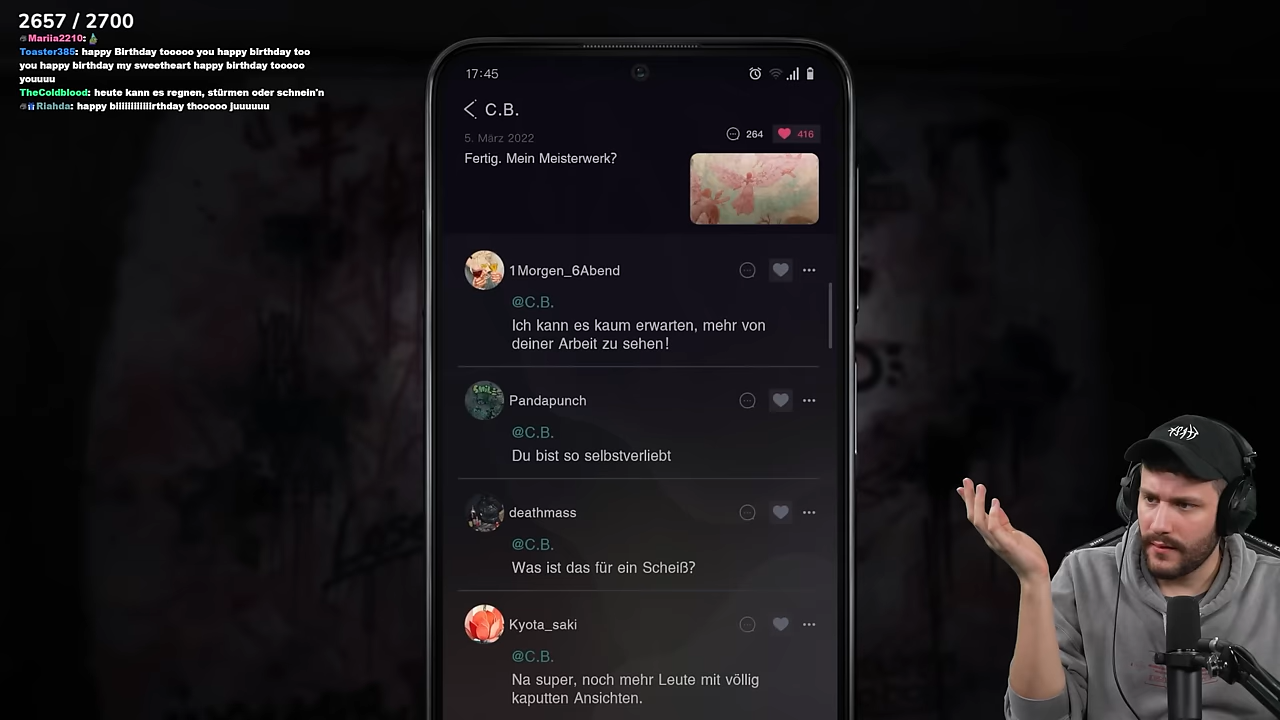 2657 / 2700
Mariia2210:
Toaster385: happy Birthday tooooo you happy birthday too
you happy birthday my sweetheart happy birthday tooooo
youuuu
TheColdblood: heute kann es regnen, stürmen oder schnein'n
Riahda: happy biiiiiiiiiiirthday thooooo juuuuuu
17:45
C.B.
5. März 2022
264
416
Fertig. Mein Meisterwerk?
1Morgen_6Abend
@C.B.
Ich kann es kaum erwarten, mehr von
deiner Arbeit zu sehen!
Pandapunch
@C.B.
Du bist so selbstverliebt
deathmass
@C.B.
Was ist das für ein Scheiß?
Kyota_saki
@C.B.
Na super, noch mehr Leute mit völlig
kaputten Ansichten.